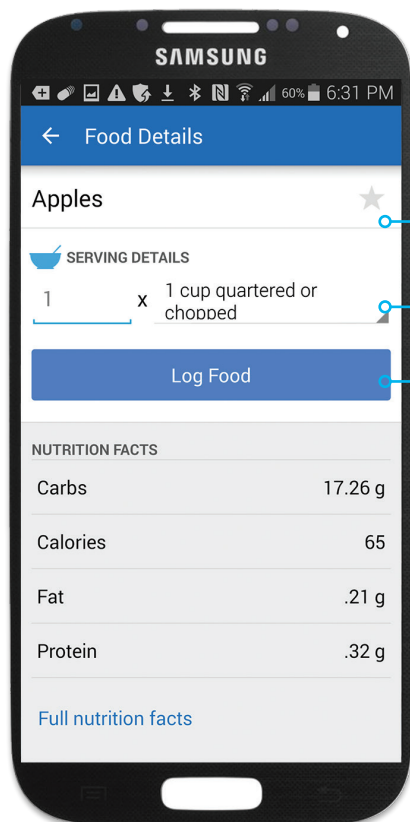 SAMSUNG
60% 6:31 PM
Food Details
Apples
SERVING DETAILS
1 x 1 cup quartered or
chopped
Log Food
NUTRITION FACTS
Carbs 17.26 g
Calories 65
Fat .21 g
Protein .32 g
Full nutrition facts